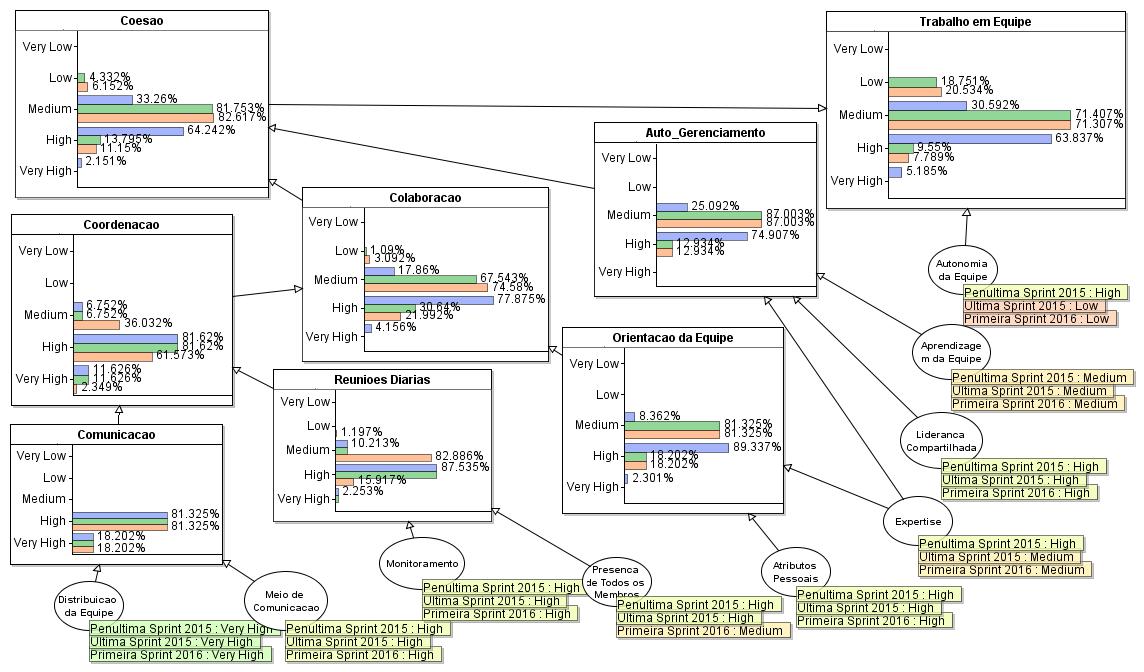 Coesao
Very Low
Low
4.332%
6.152%
Medium
33.26%
81.753%
82.617%
High
64.242%
13.795%
11.15%
Very High
2.151%
Trabalho em Equipe
Very Low
Low
18.751%
20.534%
Medium
30.592%
71.407%
71.307%
High
63.837%
9.55%
7.789%
Very High
5.185%
Auto_Gerenciamento
Very Low
Low
Medium
25.092%
87.003%
87.003%
High
74.907%
12.934%
12.934%
Very High
Colaboracao
Very Low
Low
1.09%
3.092%
Medium
17.86%
67.543%
74.58%
High
77.875%
30.64%
21.992%
Very High
4.156%
Coordenacao
Very Low
Low
Medium
6.752%
6.752%
36.032%
High
81.62%
81.62%
61.573%
Very High
11.626%
11.626%
2.349%
Orientacao da Equipe
Very Low
Low
Medium
8.362%
81.325%
81.325%
High
89.337%
18.202%
18.202%
Very High
2.301%
Reunioes Diarias
Very Low
Low
1.197%
Medium
10.213%
82.886%
High
87.535%
15.917%
Very High
2.253%
Comunicacao
Very Low
Low
Medium
High
81.325%
81.325%
Very High
18.202%
18.202%
Autonomia
da Equipe
Penultima Sprint 2015 : High
Ultima Sprint 2015 : Low
Primeira Sprint 2016 : Low
Aprendizage
m da Equipe
Penultima Sprint 2015 : Medium
Ultima Sprint 2015 : Medium
Primeira Sprint 2016 : Medium
Lideranca
Compartilhada
Penultima Sprint 2015 : High
Ultima Sprint 2015 : High
Primeira Sprint 2016 : High
Expertise
Penultima Sprint 2015 : High
Ultima Sprint 2015 : Medium
Primeira Sprint 2016 : Medium
Atributos
Pessoais
Penultima Sprint 2015 : High
Ultima Sprint 2015 : High
Primeira Sprint 2016 : High
Presenca
de Todos os
Membros
Penultima Sprint 2015 : High
Ultima Sprint 2015 : High
Primeira Sprint 2016 : Medium
Monitoramento
Penultima Sprint 2015 : High
Ultima Sprint 2015 : High
Primeira Sprint 2016 : High
Meio de
Comunicacao
Penultima Sprint 2015 : High
Ultima Sprint 2015 : High
Primeira Sprint 2016 : High
Distribuicao
da Equipe
Penultima Sprint 2015 : Very High
Ultima Sprint 2015 : Very High
Primeira Sprint 2016 : Very High